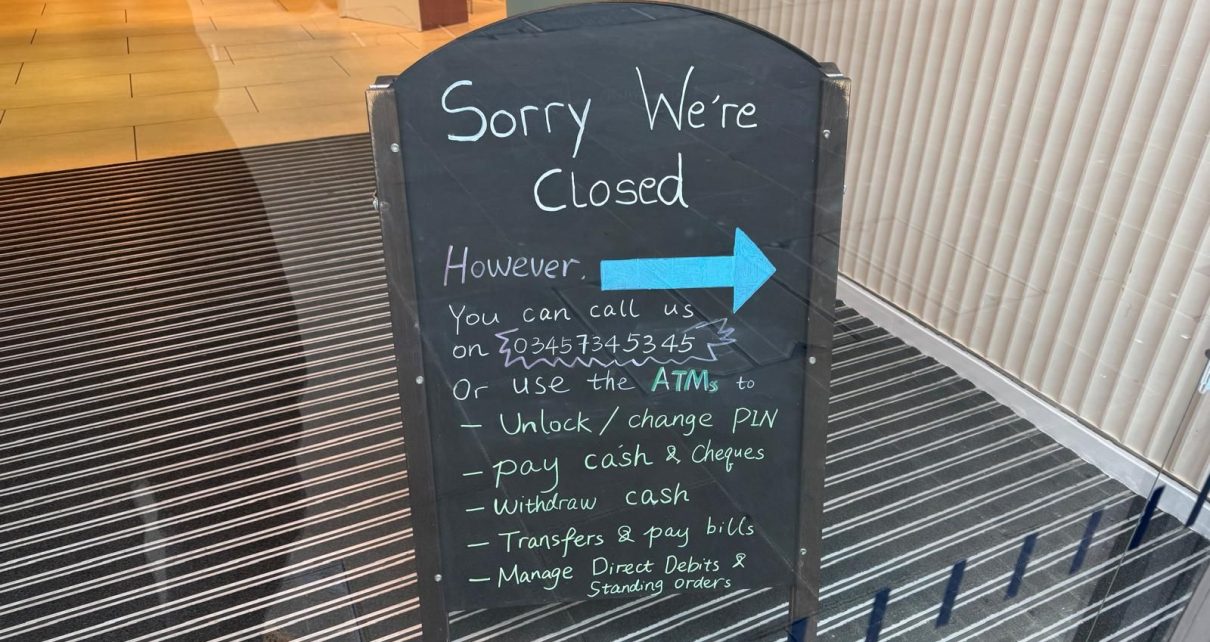 Sorry We're
Closed
However.
You can call us
on 03457345345
Or use the ATMs to
– Unlock / change PIN
– pay cash & Cheques
– Withdraw cash
– Transfers & pay bills
– Manage Direct Debits &
Standing orders